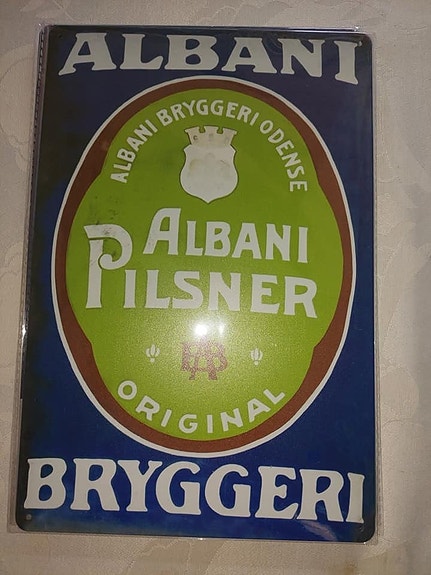 ALBANI
ALBANI BRYGGERI ODENSE
ALBANI
PILSNER
ORIGINAL
BRYGGERI